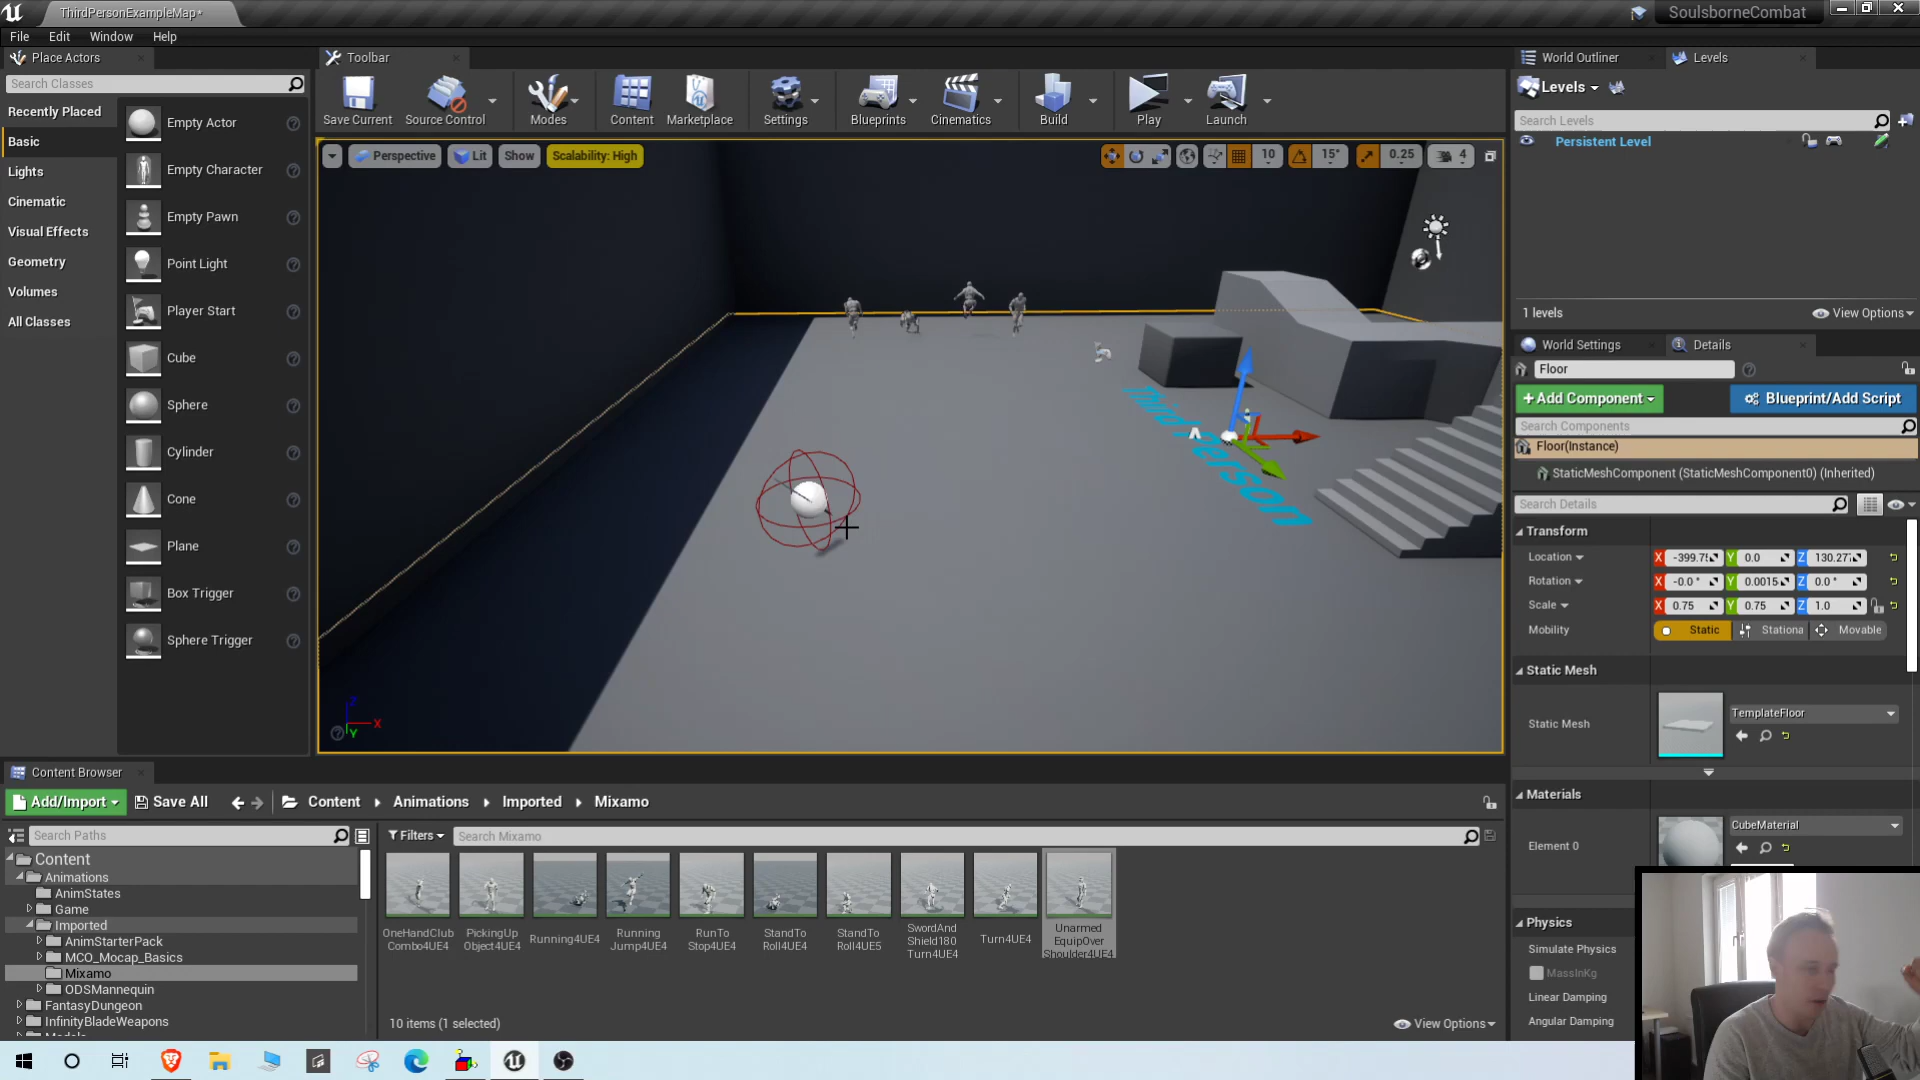 ThirdPersonExampleMap*
SoulsborneCombat
File Edit Window Help
Place Actors
Toolbar
World Outliner
Levels
Search Classes
Recently Placed
Basic
Lights
Cinematic
Visual Effects
Geometry
Volumes
All Classes
Empty Actor
Empty Character
Empty Pawn
Point Light
Player Start
Cube
Sphere
Cylinder
Cone
Plane
Box Trigger
Sphere Trigger
Save Current
Source Control
Modes
Content
Marketplace
Settings
Blueprints
Cinematics
Build
Play
Launch
Perspective
Lit
Show
Scalability: High
10
15°
0.25
4
Third Person
Z
X
Y
Levels
Search Levels
Persistent Level
1 levels
View Options
World Settings
Details
Floor
+Add Component
Blueprint/Add Script
Search Components
Floor(Instance)
StaticMeshComponent (StaticMeshComponent0) (Inherited)
Search Details
Transform
Location X Y 0.0 Z
Rotation X -0.0 ° Y 0.0015 Z 0.0 °
Scale X 0.75 Y 0.75 Z 1.0
Mobility Static Stationa Movable
Static Mesh
Static Mesh
TemplateFloor
Materials
Element 0
CubeMaterial
Physics
Simulate Physics
MassInKg
Linear Damping
Angular Damping
Content Browser
Add/Import
Save All
Content
Animations
Imported
Mixamo
Search Paths
Filters
Search Mixamo
Content
Animations
AnimStates
Game
Imported
AnimStarterPack
MCO_Mocap_Basics
Mixamo
ODSMannequin
FantasyDungeon
InfinityBladeWeapons
OneHandClub
Combo4UE4
PickingUp
Object4UE4
Running4UE4
Running
Jump4UE4
RunTo
Stop4UE4
StandTo
Roll4UE4
StandTo
Roll4UE5
SwordAnd
Shield180
Turn4UE4
Turn4UE4
Unarmed
EquipOver
Shoulder4UE4
10 items (1 selected)
View Options